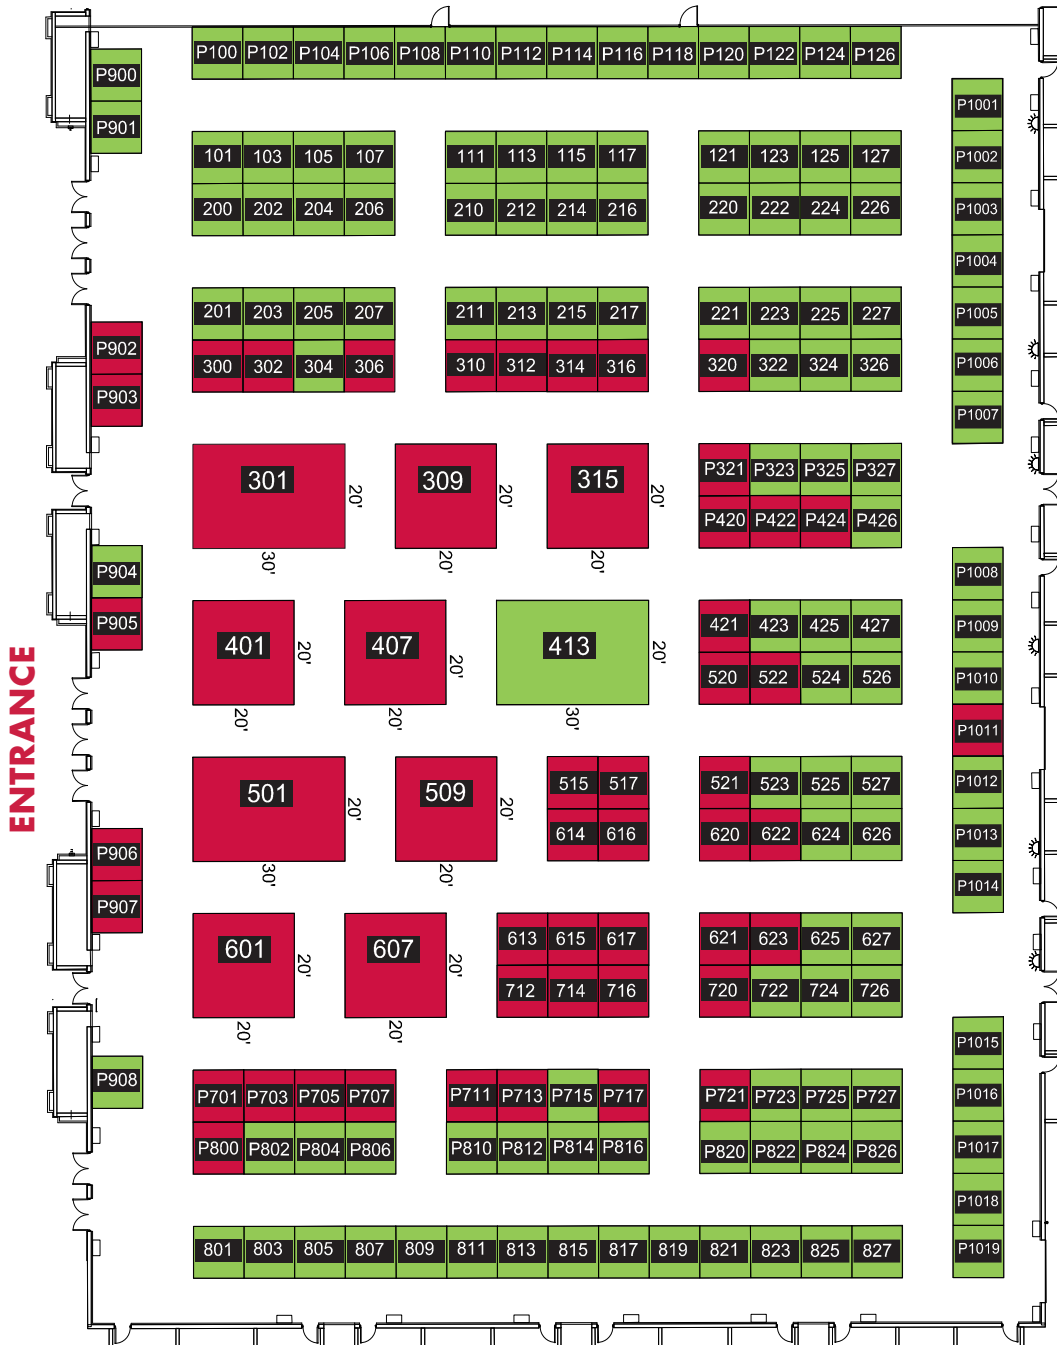 P100 P102 P104 P106 P108 P110 P112 P114 P116 P118 P120 P122 P124 P126
P900
P901
P1001
101 103 105 107 111 113 115 117 121 123 125 127
P1002
200 202 204 206 210 212 214 216 220 222 224 226
P1003
P1004
201 203 205 207 211 213 215 217 221 223 225 227
P1005
P902
300 302 304 306 310 312 314 316 320 322 324 326
P1006
P903
P1007
301 20' 309 20' 315 20'
P321 P323 P325 P327
P420 P422 P424 P426
30' 20' 20'
P904
P1008
P905
421 423 425 427
P1009
401 20' 407 20' 413 20'
520 522 524 526
P1010
20' 20' 30'
ENTRANCE
P1011
501 20' 509 20'
515 517 521 523 525 527
P1012
614 616 620 622 624 626
P1013
30' 20'
P906
P907
P1014
601 20' 607 20'
613 615 617 621 623 625 627
712 714 716 720 722 724 726
20' 20'
P1015
P908
P701 P703 P705 P707 P711 P713 P715 P717 P721 P723 P725 P727
P1016
P800 P802 P804 P806 P810 P812 P814 P816 P820 P822 P824 P826
P1017
P1018
801 803 805 807 809 811 813 815 817 819 821 823 825 827
P1019